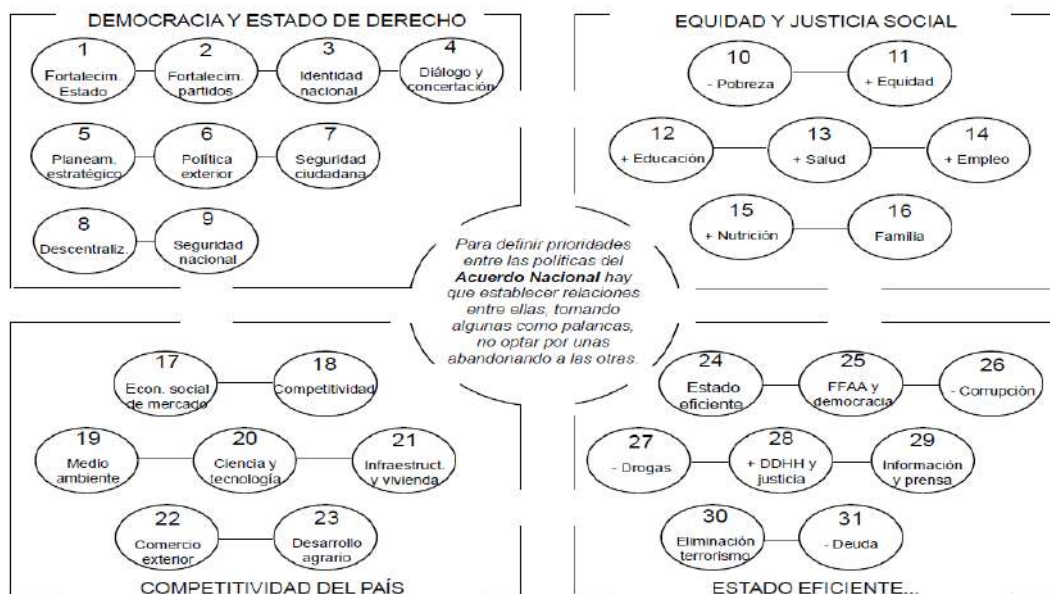 DEMOCRACIA Y ESTADO DE DERECHO
1
Fortalecim.
Estado
2
Fortalecim.
partidos
3
Identidad
nacional
4
Diálogo y
concertación
5
Planeam.
estratégico
6
Política
exterior
7
Seguridad
ciudadana
8
Descentraliz.
9
Seguridad
nacional
EQUIDAD Y JUSTICIA SOCIAL
10
- Pobreza
11
+ Equidad
12
+ Educación
13
+ Salud
14
+ Empleo
15
+ Nutrición
16
Familia
Para definir prioridades
entre las políticas del
Acuerdo Nacional hay
que establecer relaciones
entre ellas, tomando
algunas como palancas,
no optar por unas
abandonando a las otras.
17
Econ. social
de mercado
18
Competitividad
19
Medio
ambiente
20
Ciencia y
tecnología
21
Infraestruct.
y vivienda
22
Comercio
exterior
23
Desarrollo
agrario
COMPETITIVIDAD DEL PAÍS
24
Estado
eficiente
25
FFAA y
democracia
26
- Corrupción
27
- Drogas
28
+ DDHH y
justicia
29
Información
y prensa
30
Eliminación
terrorismo
31
- Deuda
ESTADO EFICIENTE...